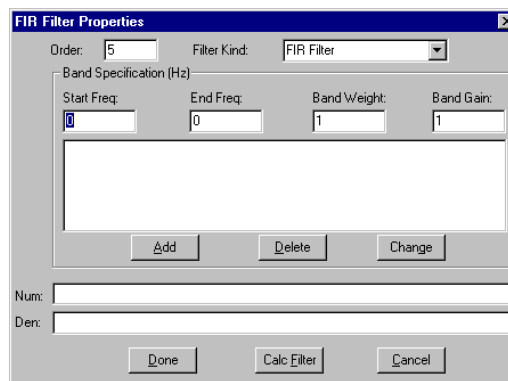 FIR Filter Properties
Order: 5 Filter Kind: FIR Filter
Band Specification (Hz)
Start Freq: End Freq: Band Weight: Band Gain:
0 0 1 1
Add Delete Change
Num:
Den:
Done Calc Filter Cancel